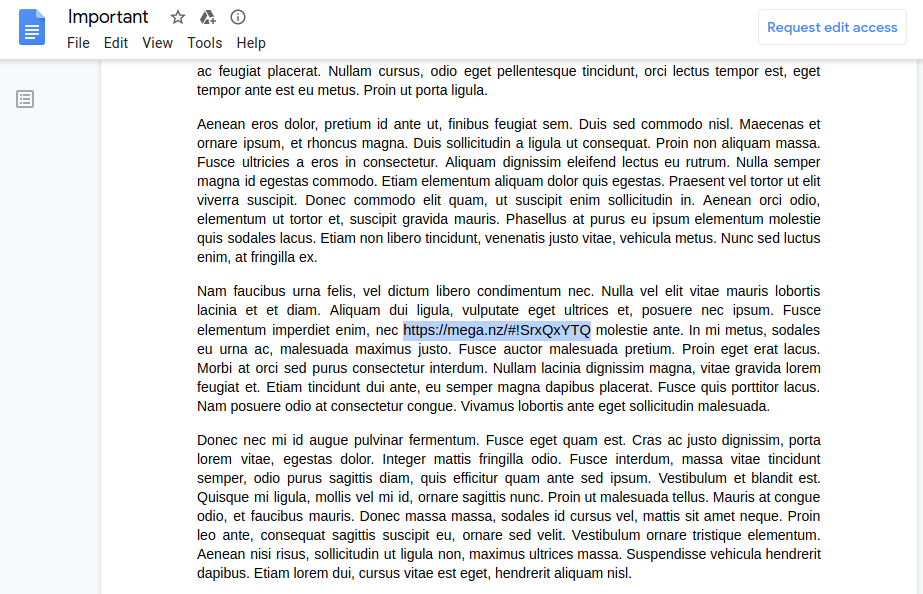 Important
Request edit access
File Edit View Tools Help
ac feugiat placerat. Nullam cursus, odio eget pellentesque tincidunt, orci lectus tempor est, eget
tempor ante est eu metus. Proin ut porta ligula.
Aenean eros dolor, pretium id ante ut, finibus feugiat sem. Duis sed commodo nisl. Maecenas et
ornare ipsum, et rhoncus magna. Duis sollicitudin a ligula ut consequat. Proin non aliquam massa.
Fusce ultricies a eros in consectetur. Aliquam dignissim eleifend lectus eu rutrum. Nulla semper
magna id egestas commodo. Etiam elementum aliquam dolor quis egestas. Praesent vel tortor ut elit
viverra suscipit. Donec commodo elit quam, ut suscipit enim sollicitudin in. Aenean orci odio,
elementum ut tortor et, suscipit gravida mauris. Phasellus at purus eu ipsum elementum molestie
quis sodales lacus. Etiam non libero tincidunt, venenatis justo vitae, vehicula metus. Nunc sed luctus
enim, at fringilla ex.
Nam faucibus urna felis, vel dictum libero condimentum nec. Nulla vel elit vitae mauris lobortis
lacinia et et diam. Aliquam dui ligula, vulputate eget ultrices et, posuere nec ipsum. Fusce
elementum imperdiet enim, nec https://mega.nz/#!SrxQxYTQ molestie ante. In mi metus, sodales
eu urna ac, malesuada maximus justo. Fusce auctor malesuada pretium. Proin eget erat lacus.
Morbi at orci sed purus consectetur interdum. Nullam lacinia dignissim magna, vitae gravida lorem
feugiat et. Etiam tincidunt dui ante, eu semper magna dapibus placerat. Fusce quis porttitor lacus.
Nam posuere odio at consectetur congue. Vivamus lobortis ante eget sollicitudin malesuada.
Donec nec mi id augue pulvinar fermentum. Fusce eget quam est. Cras ac justo dignissim, porta
lorem vitae, egestas dolor. Integer mattis fringilla odio. Fusce interdum, massa vitae tincidunt
semper, odio purus sagittis diam, quis efficitur quam ante sed ipsum. Vestibulum et blandit est.
Quisque mi ligula, mollis vel mi id, ornare sagittis nunc. Proin ut malesuada tellus. Mauris at congue
odio, et faucibus mauris. Donec massa massa, sodales id cursus vel, mattis sit amet neque. Proin
leo ante, consequat sagittis suscipit eu, ornare sed velit. Vestibulum ornare tristique elementum.
Aenean nisi risus, sollicitudin ut ligula non, maximus ultrices massa. Suspendisse vehicula hendrerit
dapibus. Etiam lorem dui, cursus vitae est eget, hendrerit aliquam nisl.